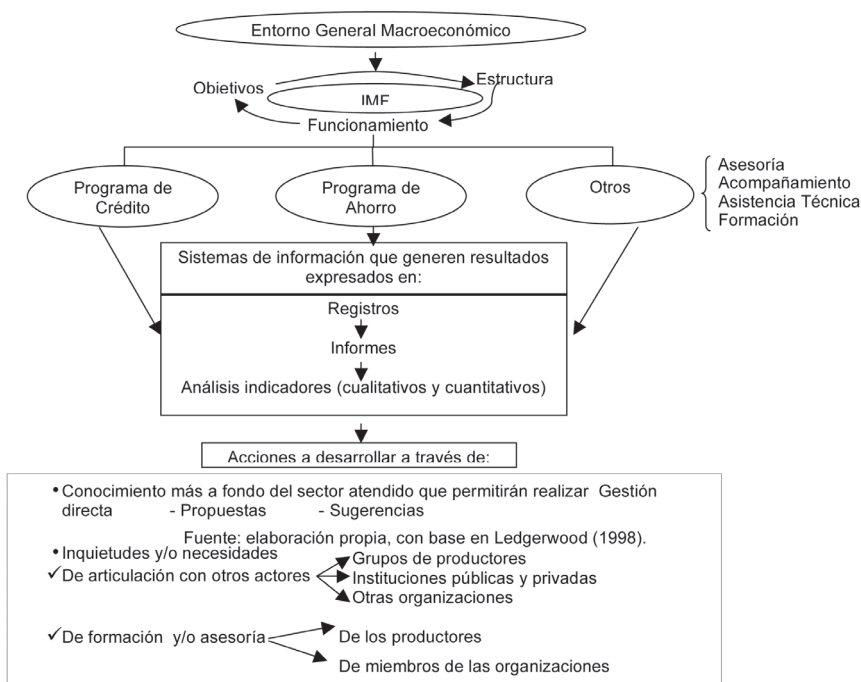 Entorno General Macroeconómico
Objetivos
Estructura
IMF
Funcionamiento
Programa de
Crédito
Programa de
Ahorro
Otros
Asesoría
Acompañamiento
Asistencia Técnica
Formación
Sistemas de información que generen resultados
expresados en:
Registros
Informes
Análisis indicadores (cualitativos y cuantitativos)
Acciones a desarrollar a través de:
• Conocimiento más a fondo del sector atendido que permitirán realizar Gestión
directa - Propuestas - Sugerencias
Fuente: elaboración propia, con base en Ledgerwood (1998).
• Inquietudes y/o necesidades
✓ De articulación con otros actores
Grupos de productores
Instituciones públicas y privadas
Otras organizaciones
✓ De formación y/o asesoría
De los productores
De miembros de las organizaciones